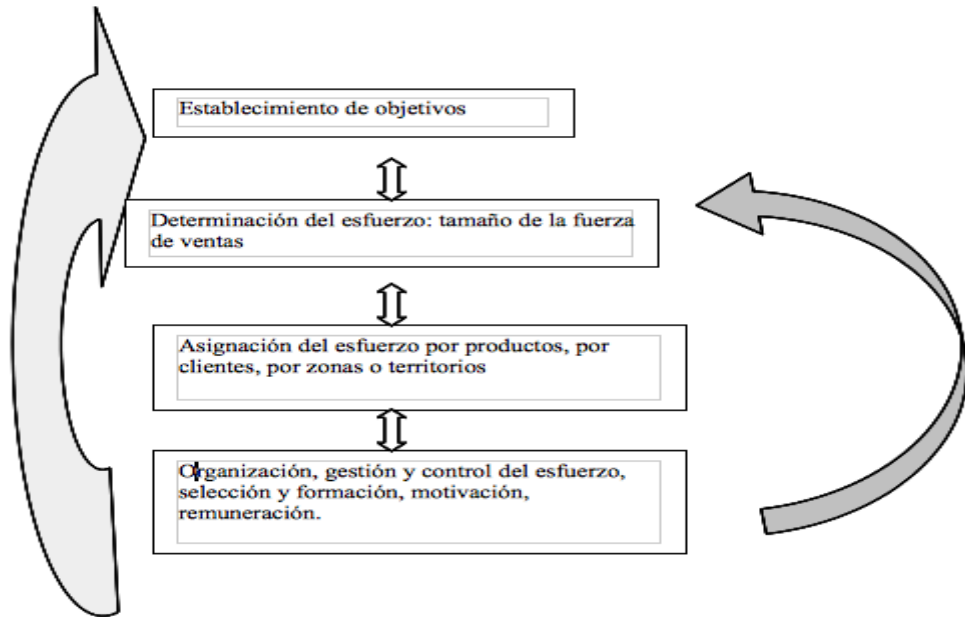 Establecimiento de objetivos
Determinación del esfuerzo: tamaño de la fuerza
de ventas
Asignación del esfuerzo por productos, por
clientes, por zonas o territorios
Organización, gestión y control del esfuerzo,
selección y formación, motivación,
remuneración.